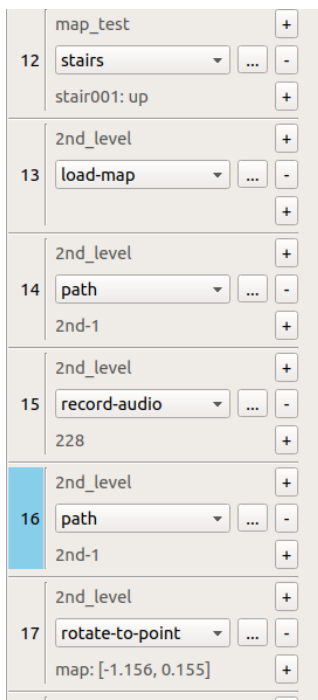 map_test
+
12 stairs ... -
stair001: up
+
2nd_level
+
13 load-map ... -
+
2nd_level
+
14 path ... -
2nd-1
+
2nd_level
+
15 record-audio ... -
228
+
2nd_level
+
16 path ... -
2nd-1
+
2nd_level
+
17 rotate-to-point ... -
map: [-1.156, 0.155]
+